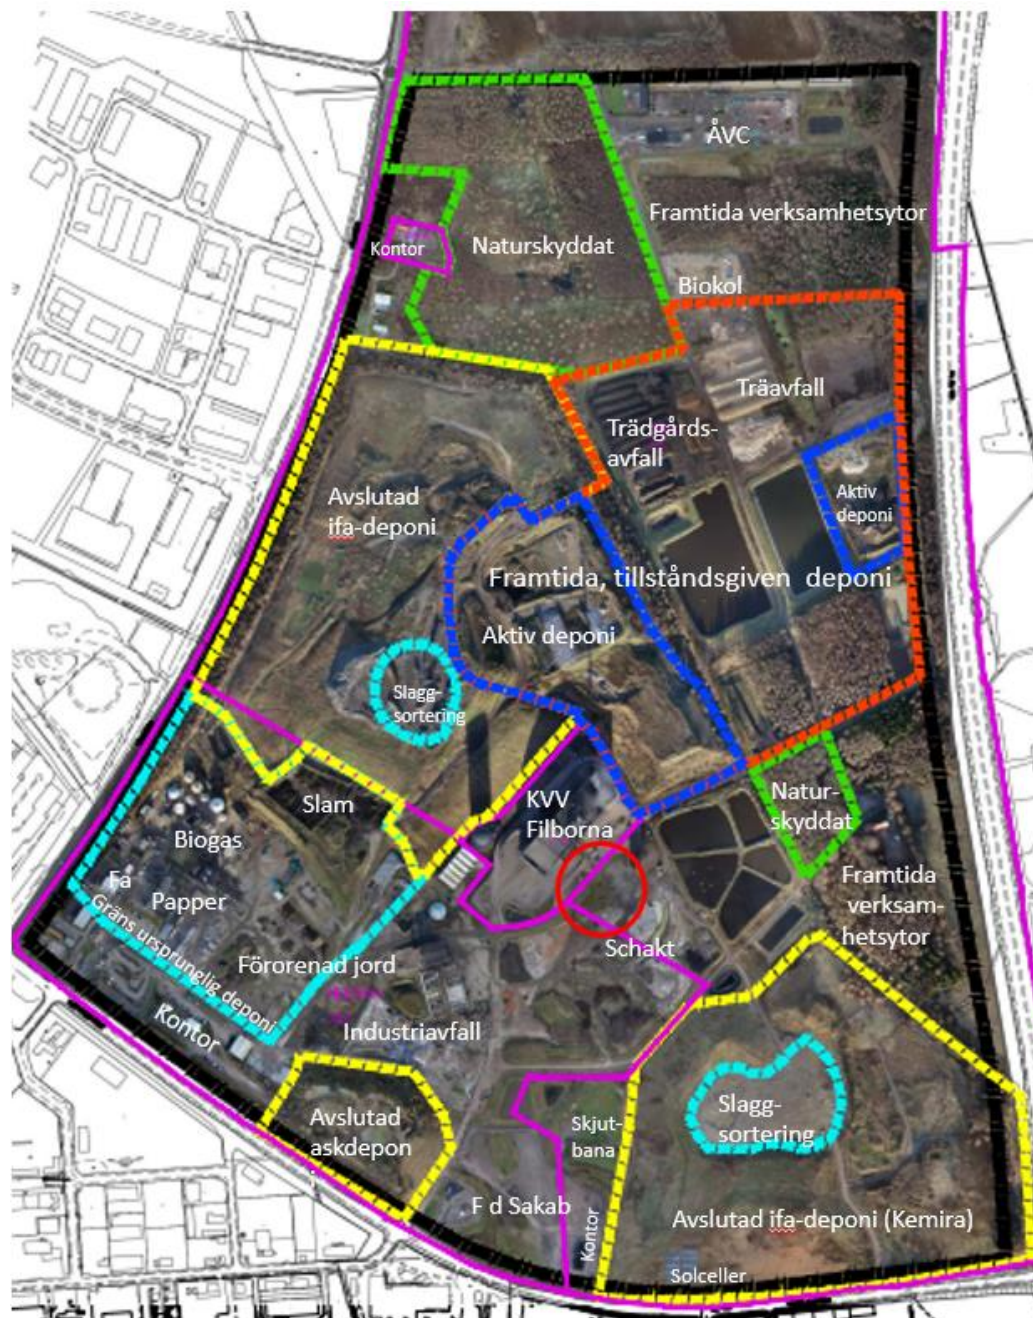 ÅVC
Framtida verksamhetsytor
Kontor
Naturskyddat
Biokol
Träavfall
Trädgårds-
avfall
Avslutad
ifa-deponi
Aktiv
deponi
Framtida, tillståndsgiven deponi
Aktiv deponi
Slagg-
sortering
Slam
KVV
Filborna
Natur-
skyddat
Biogas
Fa
Papper
Gräns ursprunglig deponi
Framtida
verksam-
hetsytor
Schakt
Förorenad jord
Kontor
Industriavfall
Avslutad
askdepon
Skjut-
bana
Slagg-
sortering
F d Sakab
Kontor
Avslutad ifa-deponi (Kemira)
Solceller